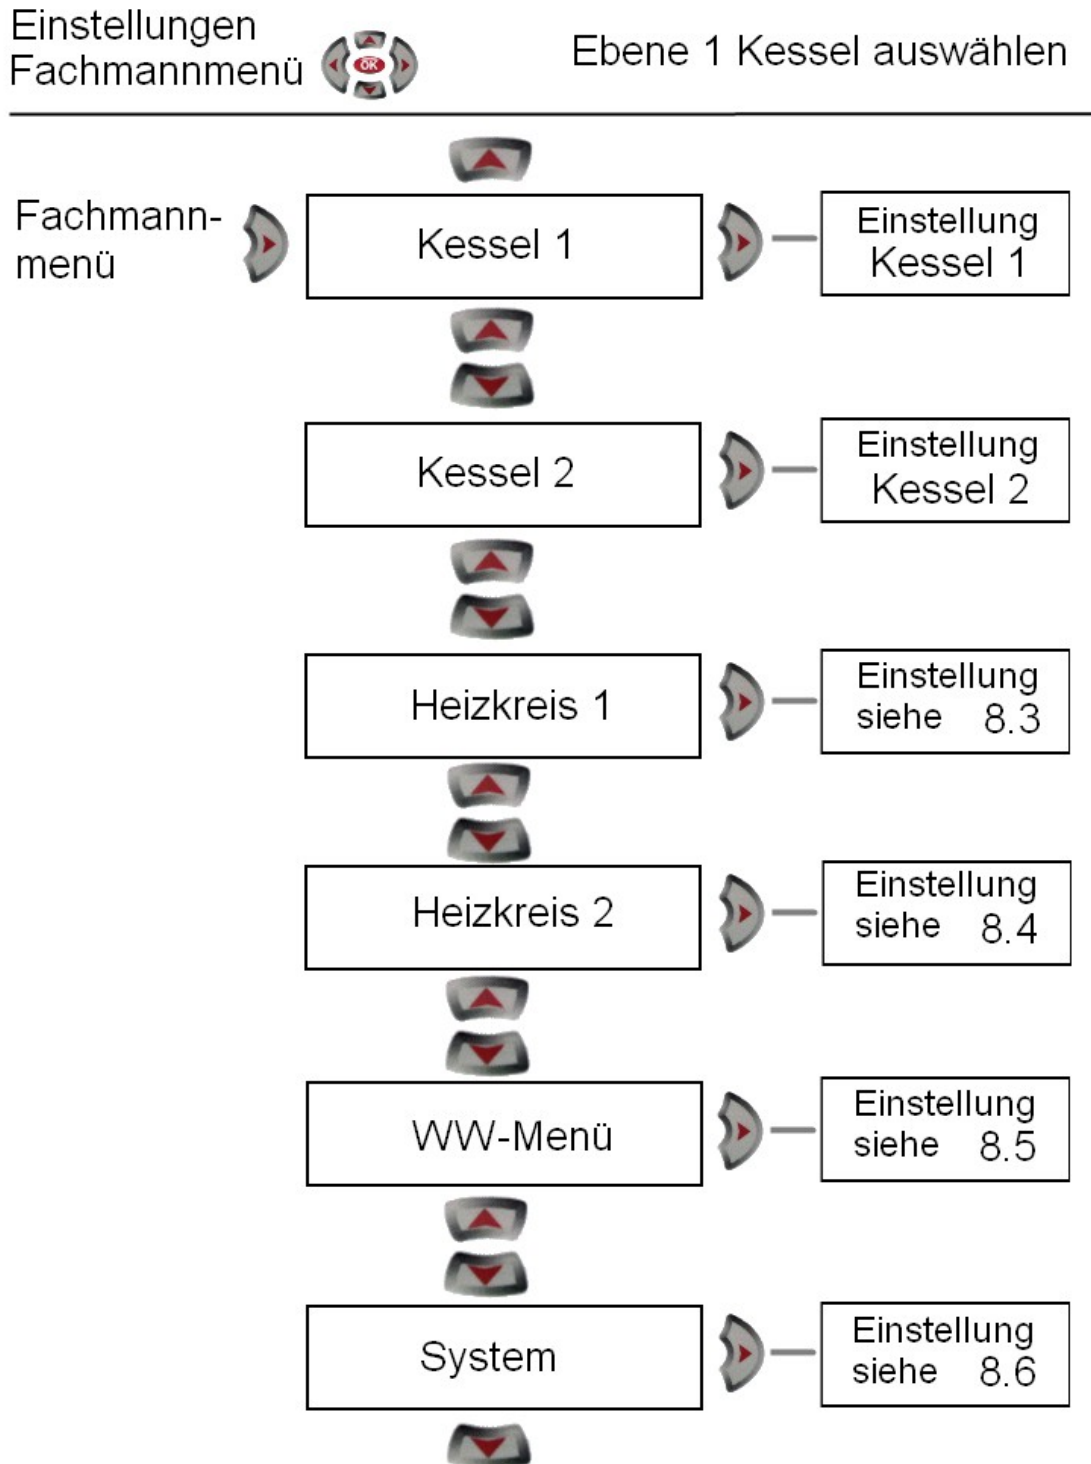 Einstellungen
Fachmannmenü
OK
Ebene 1 Kessel auswählen
Fachmann-
menü
Kessel 1
Einstellung
Kessel 1
Kessel 2
Einstellung
Kessel 2
Heizkreis 1
Einstellung
siehe 8.3
Heizkreis 2
Einstellung
siehe 8.4
WW-Menü
Einstellung
siehe 8.5
System
Einstellung
siehe 8.6